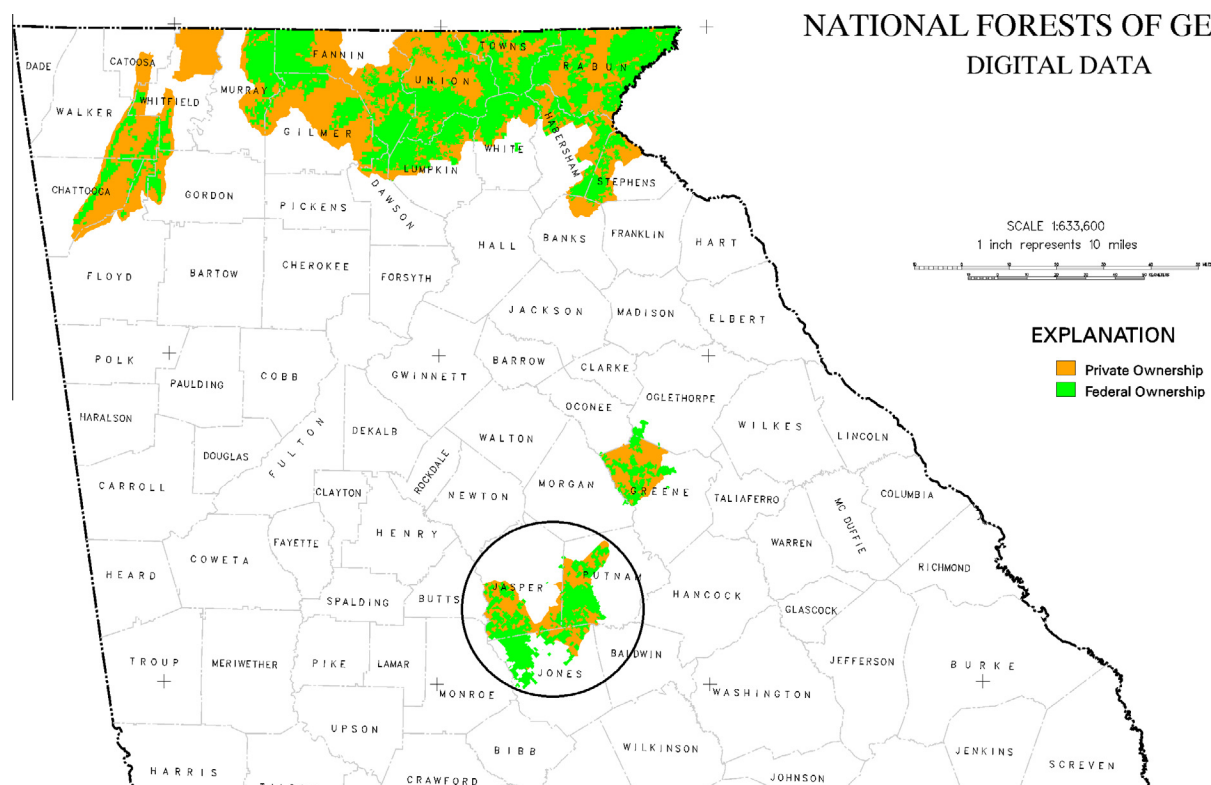 NATIONAL FORESTS OF GE
DIGITAL DATA
SCALE 1:633,600
1 inch represents 10 miles
EXPLANATION
Private Ownership
Federal Ownership
DADE
CATOOSA
WALKER
WHITFIELD
MURRAY
FANNIN
TOWNS
UNION
RABUN
GILMER
LUMPKIN
WHITE
HABERSHAM
STEPHENS
CHATTOOGA
GORDON
PICKENS
DAWSON
HALL
BANKS
FRANKLIN
HART
FLOYD
BARTOW
CHEROKEE
FORSYTH
JACKSON
MADISON
ELBERT
POLK
PAULDING
COBB
GWINNETT
BARROW
CLARKE
OCONEE
OGLETHORPE
WILKES
LINCOLN
HARALSON
DOUGLAS
FULTON
DEKALB
ROCKDALE
WALTON
NEWTON
MORGAN
GREENE
TALIAFERRO
MC DUFFIE
COLUMBIA
CARROLL
CLAYTON
HENRY
FAYETTE
COWETA
HEARD
SPALDING
BUTTS
JASPER
PUTNAM
HANCOCK
WARREN
GLASCOCK
RICHMOND
TROUP
MERIWETHER
PIKE
LAMAR
MONROE
JONES
BALDWIN
WASHINGTON
JEFFERSON
BURKE
UPSON
BIBB
WILKINSON
JENKINS
SCREVEN
HARRIS
CRAWFORD
JOHNSON